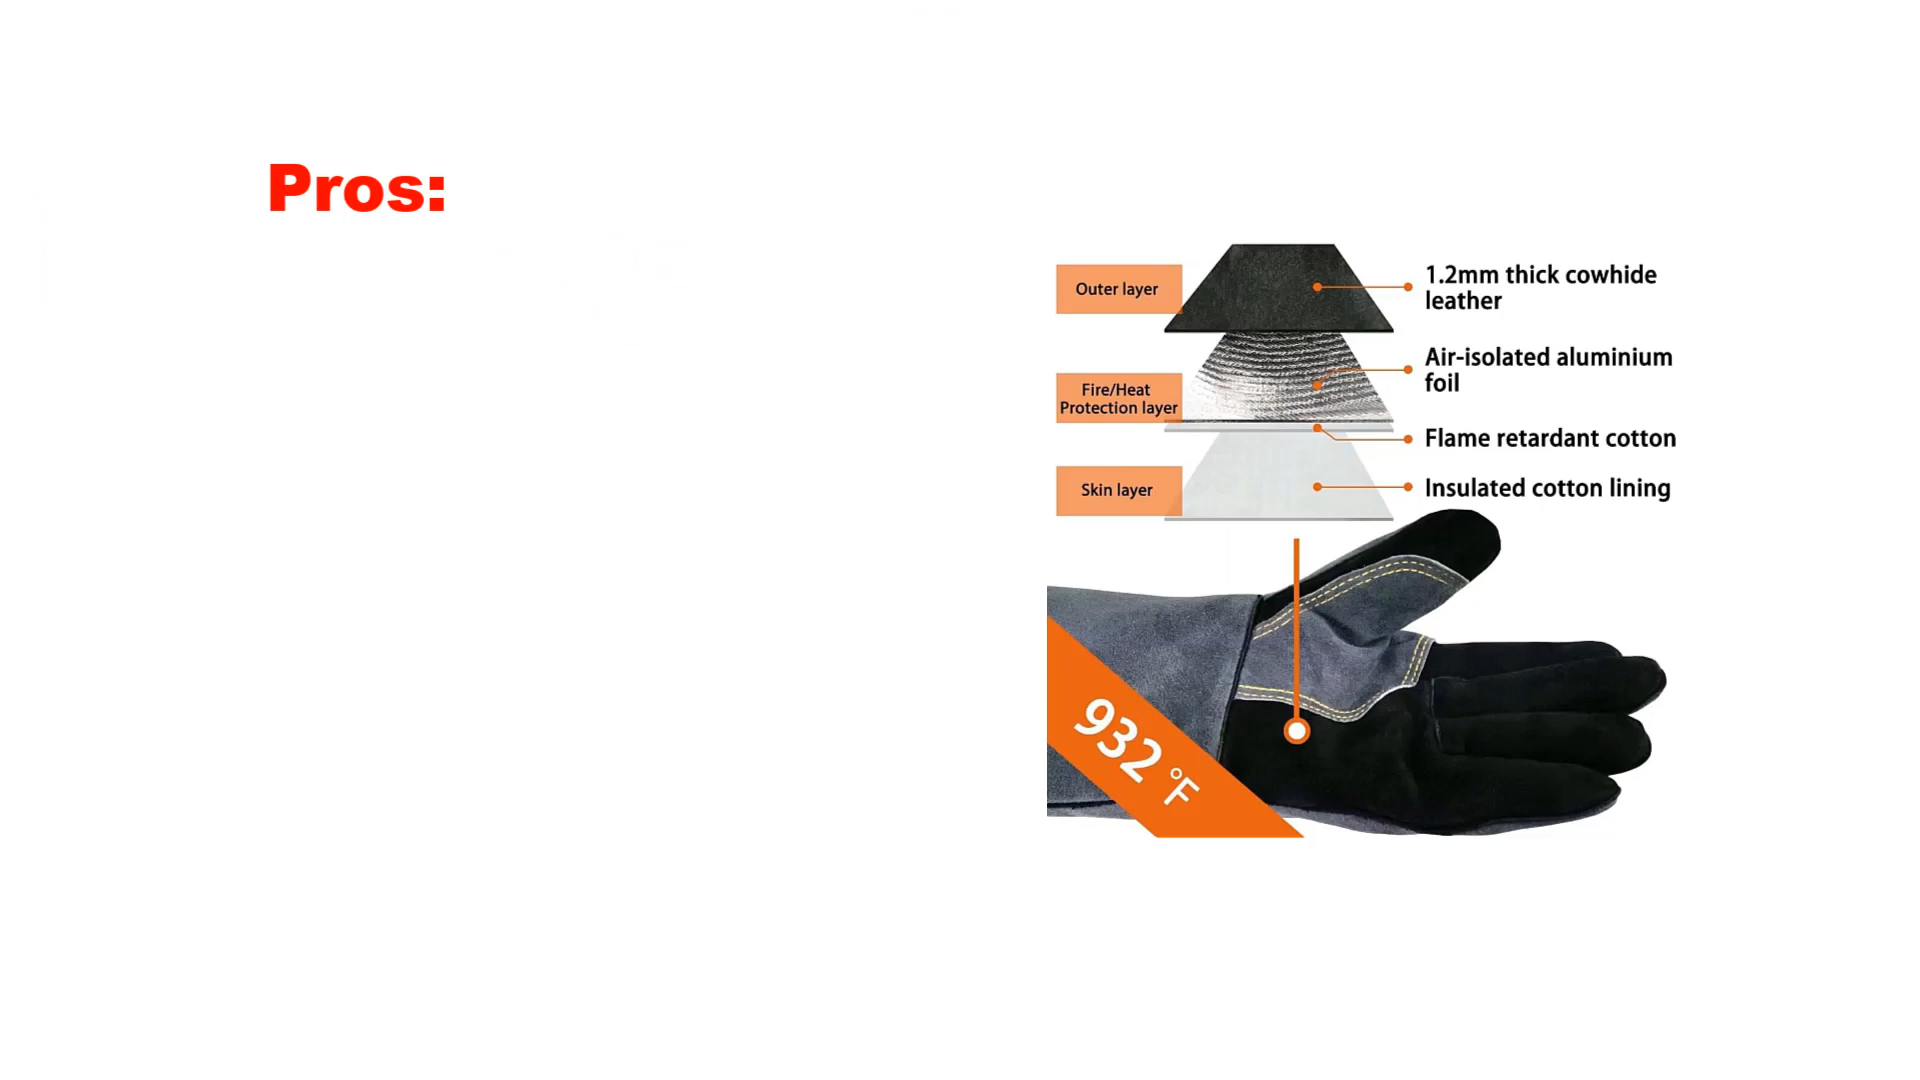 Pros:
Outer layer
1.2mm thick cowhide
leather
Air-isolated aluminium
foil
Fire/Heat
Protection layer
Flame retardant cotton
Skin layer
Insulated cotton lining
932 °F